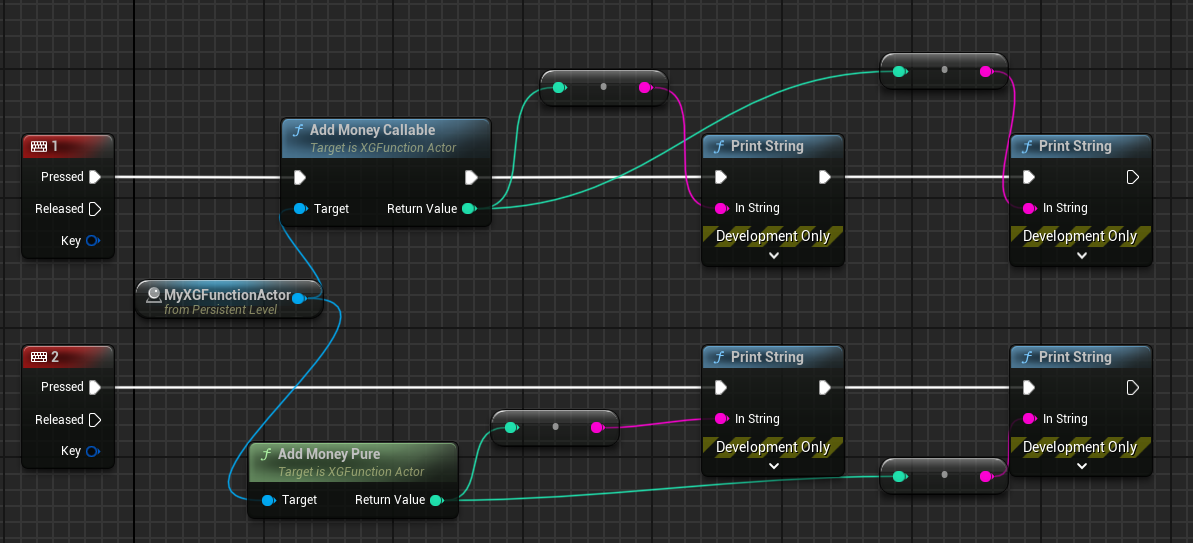 1
Pressed
Released
Key
Add Money Callable
Target is XGFunction Actor
Target
Return Value
Print String
In String
Development Only
Print String
In String
Development Only
MyXGFunctionActor
from Persistent Level
2
Pressed
Released
Key
Add Money Pure
Target is XGFunction Actor
Target
Return Value
Print String
In String
Development Only
Print String
In String
Development Only